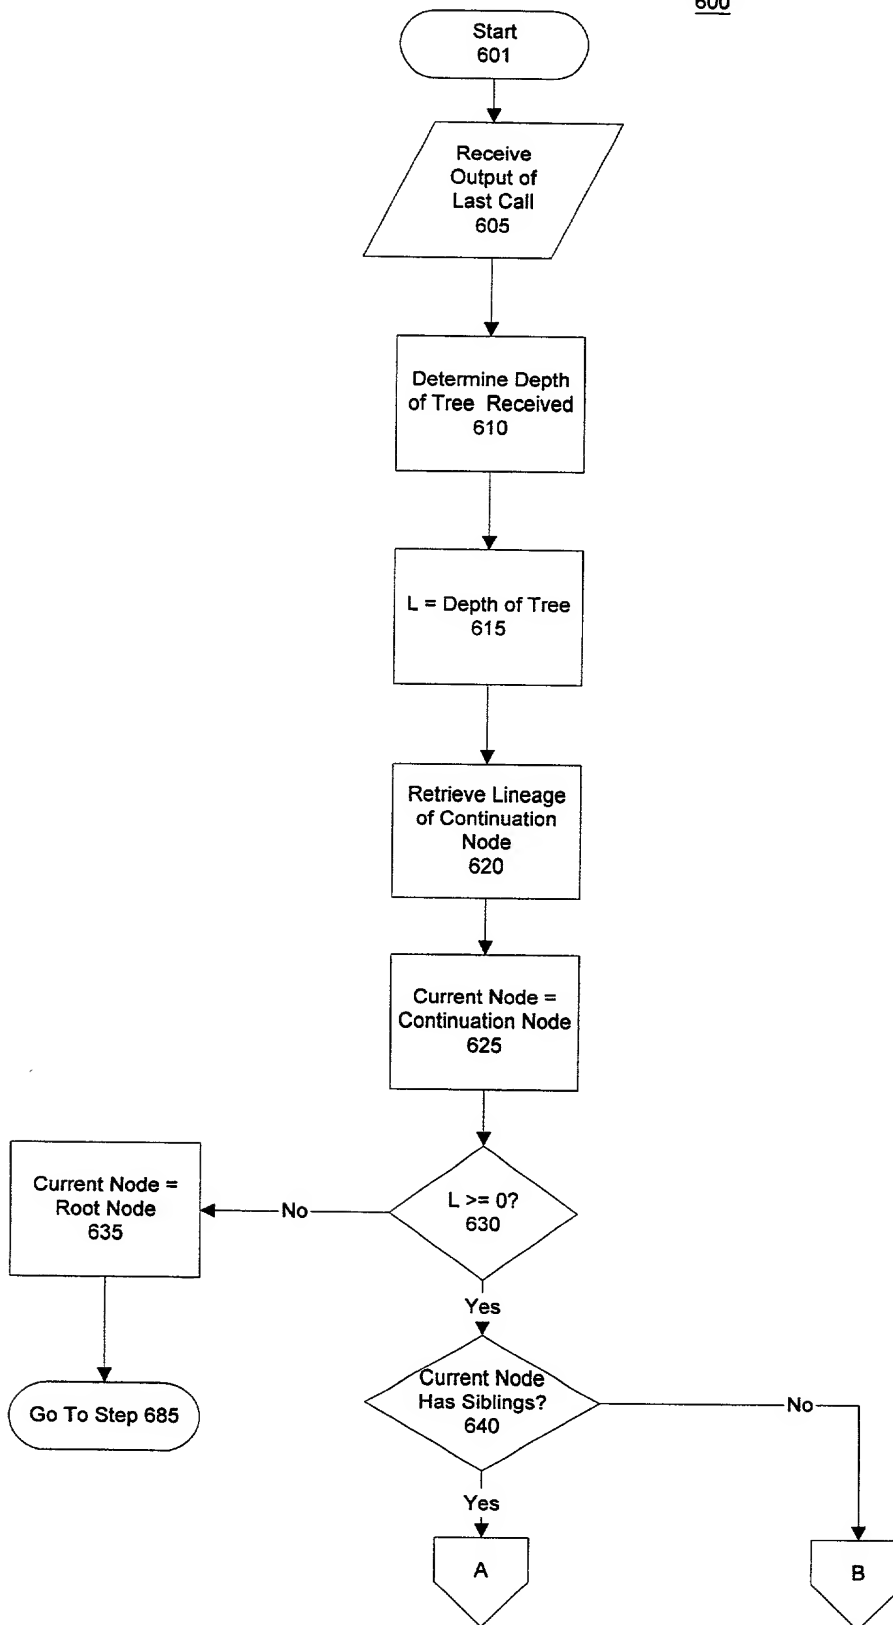 600
Start
601
Receive
Output of
Last Call
605
Determine Depth
of Tree Received
610
L = Depth of Tree
615
Retrieve Lineage
of Continuation
Node
620
Current Node =
Continuation Node
625
L >= 0?
630
No
Current Node =
Root Node
635
Yes
Go To Step 685
Current Node
Has Siblings?
640
No
Yes
A
B